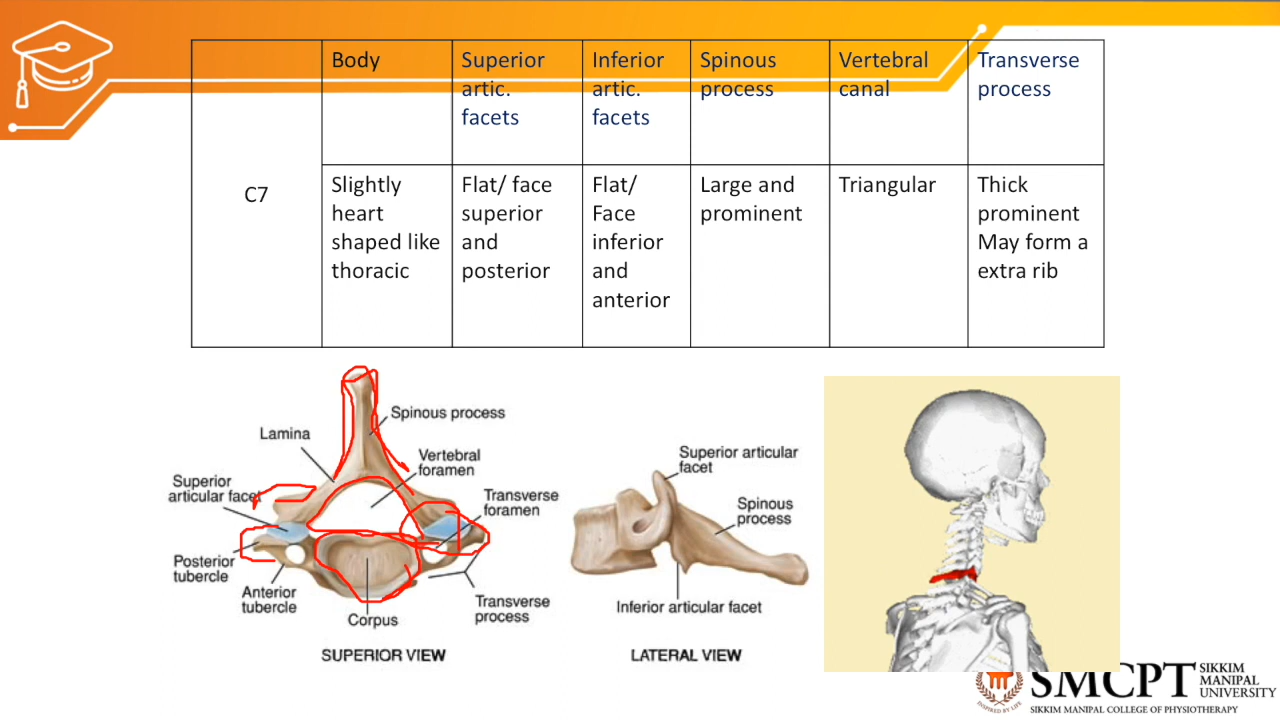 Body
Superior
artic.
facets
Inferior
artic.
facets
Spinous
process
Vertebral
canal
Transverse
process
C7
Slightly
heart
shaped like
thoracic
Flat/ face
superior
and
posterior
Flat/
Face
inferior
and
anterior
Large and
prominent
Triangular
Thick
prominent
May form a
extra rib
Spinous process
Lamina
Vertebral
foramen
Superior
articular facet
Transverse
foramen
Posterior
tubercle
Anterior
tubercle
Corpus
Transverse
process
SUPERIOR VIEW
Superior articular
facet
Spinous
process
Inferior articular facet
LATERAL VIEW
INSPIRED BY LIFE
SMCPT
SIKKIM
MANIPAL
UNIVERSITY
SIKKIM MANIPAL COLLEGE OF PHYSIOTHERAPY